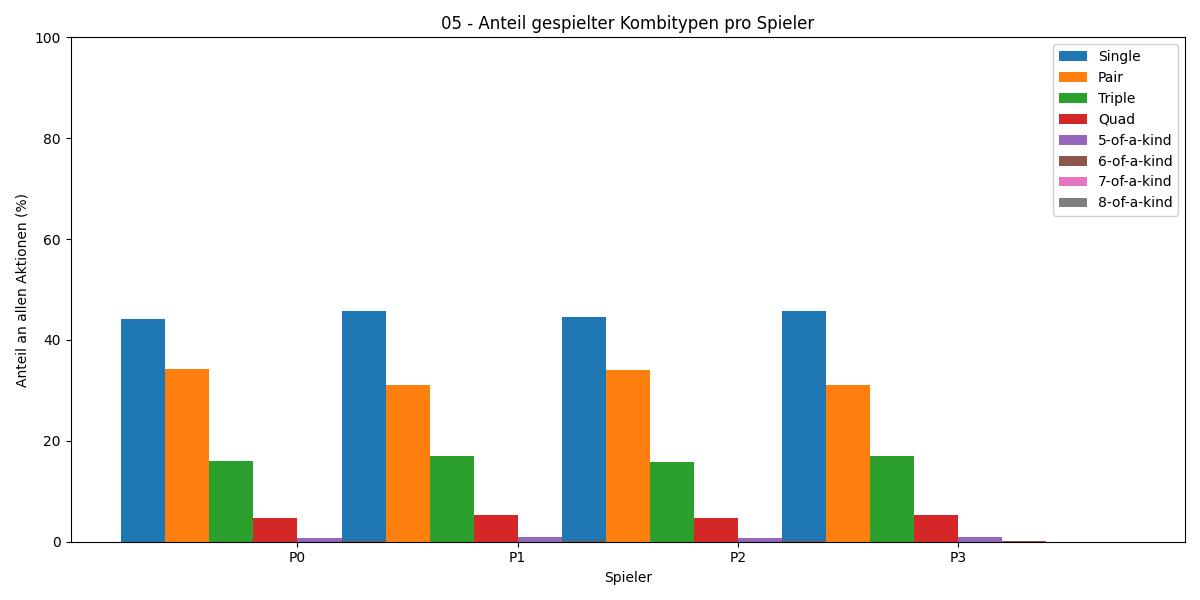 05 - Anteil gespielter Kombitypen pro Spieler
Anteil an allen Aktionen (%)
100
80
60
40
20
0
Single
Pair
Triple
Quad
5-of-a-kind
6-of-a-kind
7-of-a-kind
8-of-a-kind
P0 P1 P2 P3
Spieler